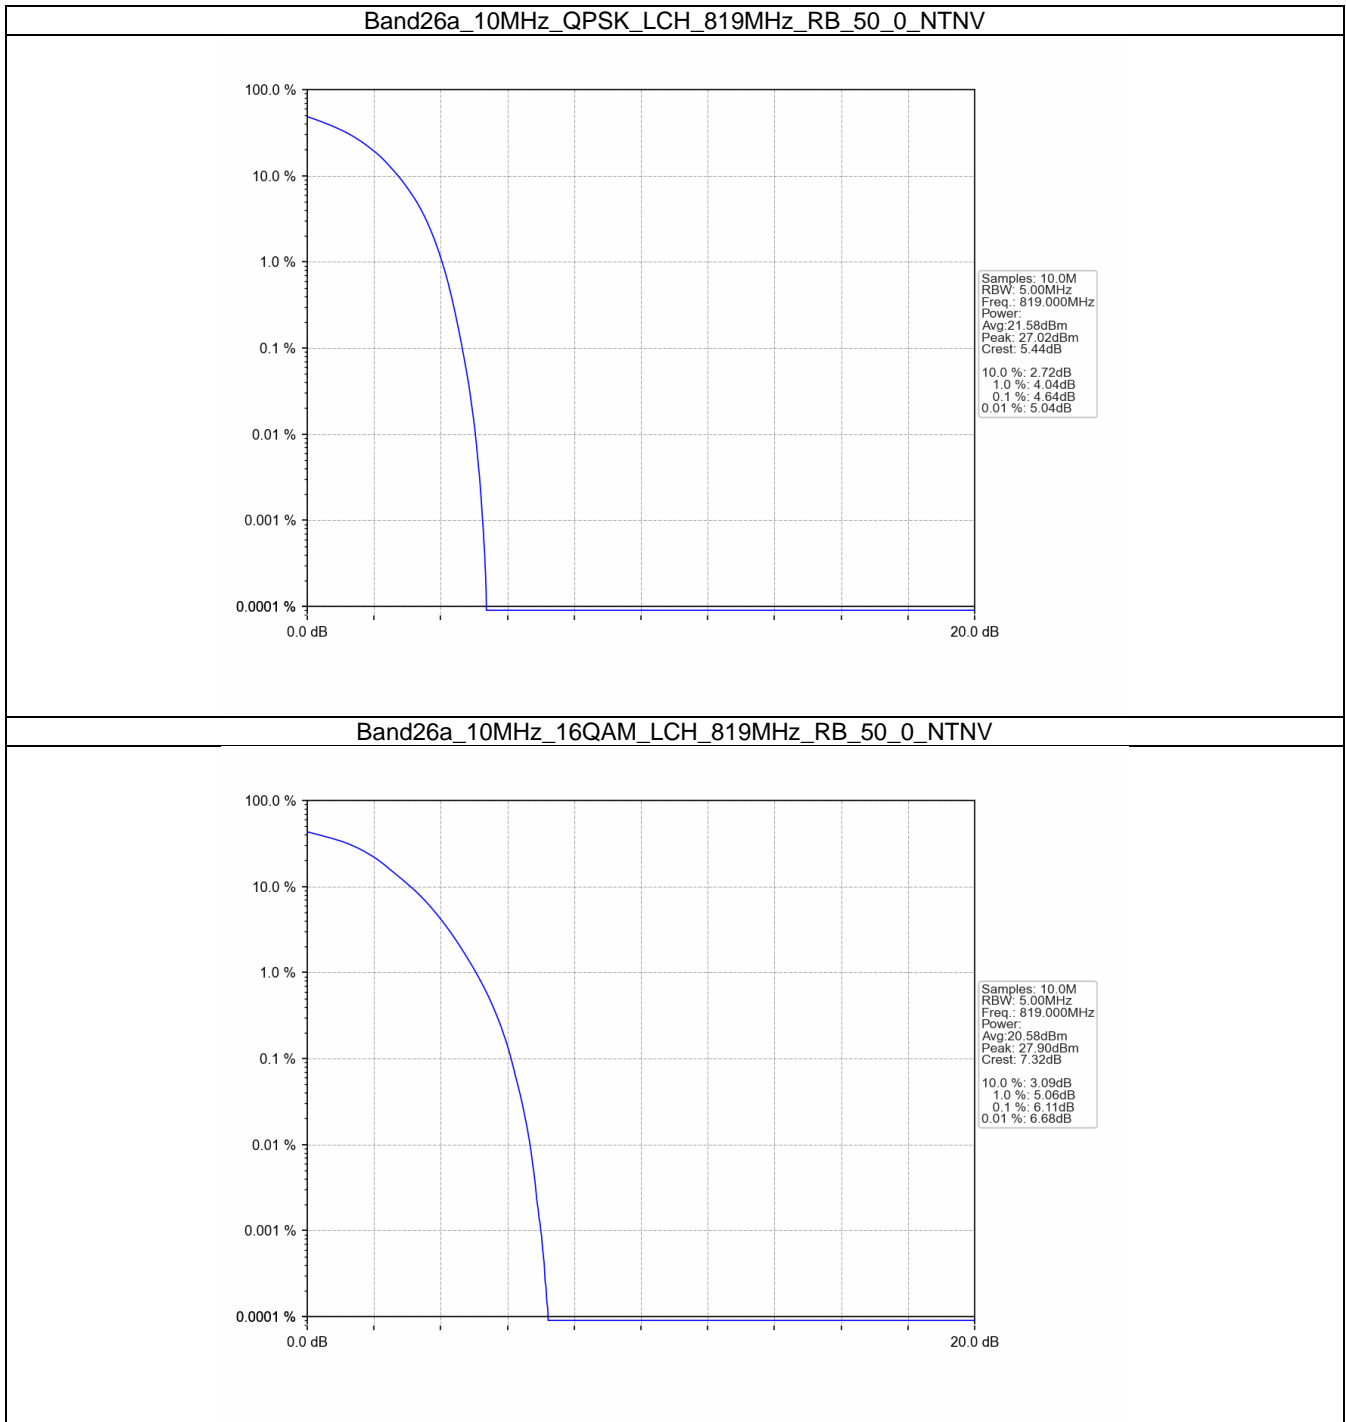 Band26a_10MHz_QPSK_LCH_819MHz_RB_50_0_NTNV
100.0 %
10.0 %
1.0 %
0.1 %
0.01 %
0.001 %
0.0001 %
0.0 dB
20.0 dB
Samples: 10.0M
RBW: 5.00MHz
Freq.: 819.000MHz
Power:
Avg:21.58dBm
Peak: 27.02dBm
Crest: 5.44dB
10.0 %: 2.72dB
1.0 %: 4.04dB
0.1 %: 4.64dB
0.01 %: 5.04dB
Band26a_10MHz_16QAM_LCH_819MHz_RB_50_0_NTNV
100.0 %
10.0 %
1.0 %
0.1 %
0.01 %
0.001 %
0.0001 %
0.0 dB
20.0 dB
Samples: 10.0M
RBW: 5.00MHz
Freq.: 819.000MHz
Power:
Avg:20.58dBm
Peak: 27.90dBm
Crest: 7.32dB
10.0 %: 3.09dB
1.0 %: 5.06dB
0.1 %: 6.11dB
0.01 %: 6.68dB